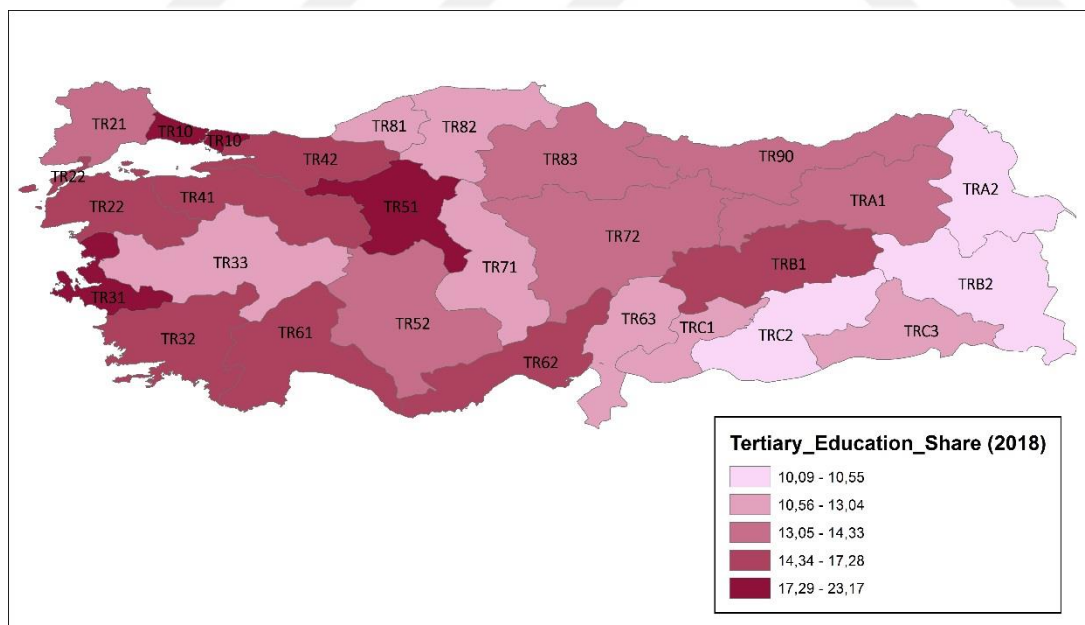 TR21
TR10
TR10
TR81
TR82
TR42
TR83
TR90
TR22
TR22
TR41
TR51
TRA1
TRA2
TR33
TR71
TR72
TRB1
TRB2
TR31
TR32
TR61
TR52
TR62
TR63
TRC1
TRC2
TRC3
Tertiary_Education_Share (2018)
10,09 - 10,55
10,56 - 13,04
13,05 - 14,33
14,34 - 17,28
17,29 - 23,17